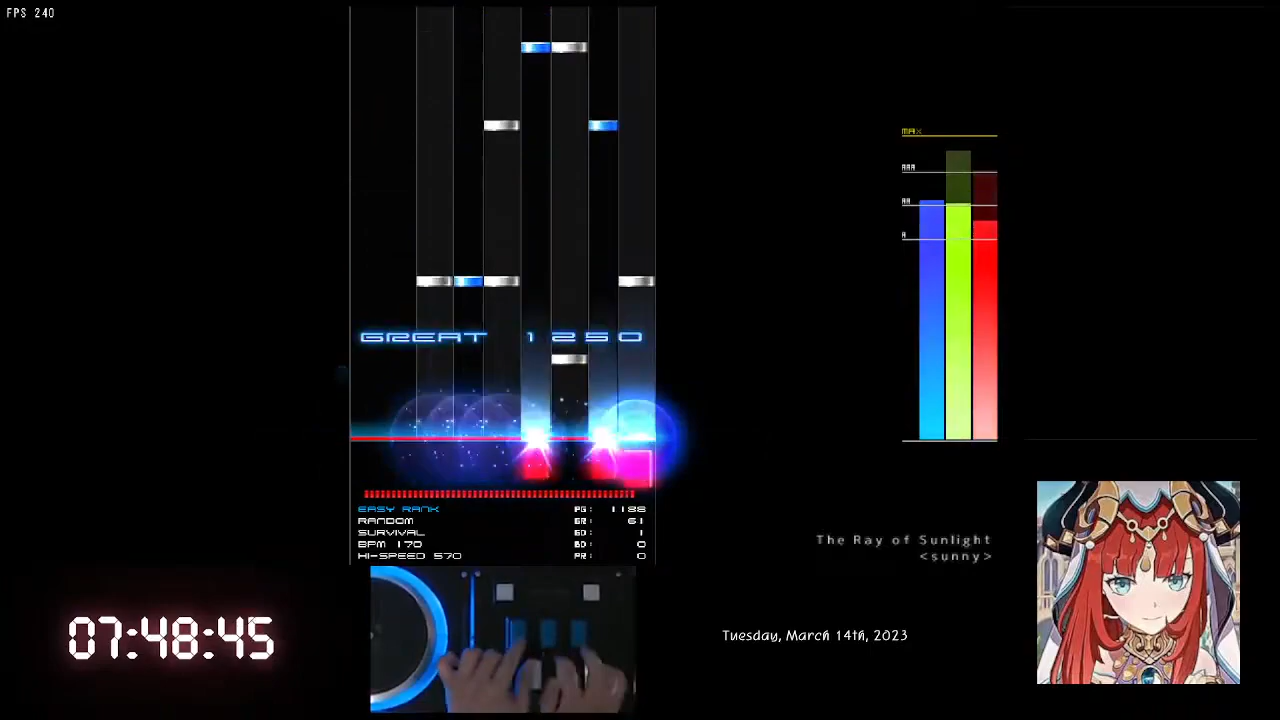 FPS 240
MAX
AAA
AA
A
GREAT 1250
EASY RANK PG: 1188
RANDOM GR: 61
SURVIVAL GD: 1
BPM 170 BD: 0
HI-SPEED 570 PR: 0
The Ray of Sunlight
<sunny>
07:48:45
Tuesday, March 14th, 2023